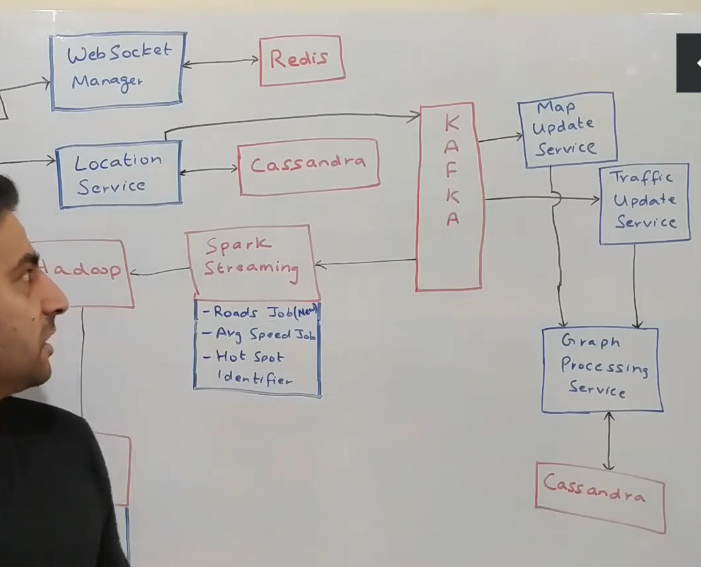 WebSocket
Manager
Redis
Location
Service
Cassandra
K
A
F
K
A
Map
Update
Service
Traffic
Update
Service
Spark
Streaming
- Roads Job (New)
- Avg Speed Job
- Hot Spot
Identifier
Hadoop
Graph
Processing
Service
Cassandra